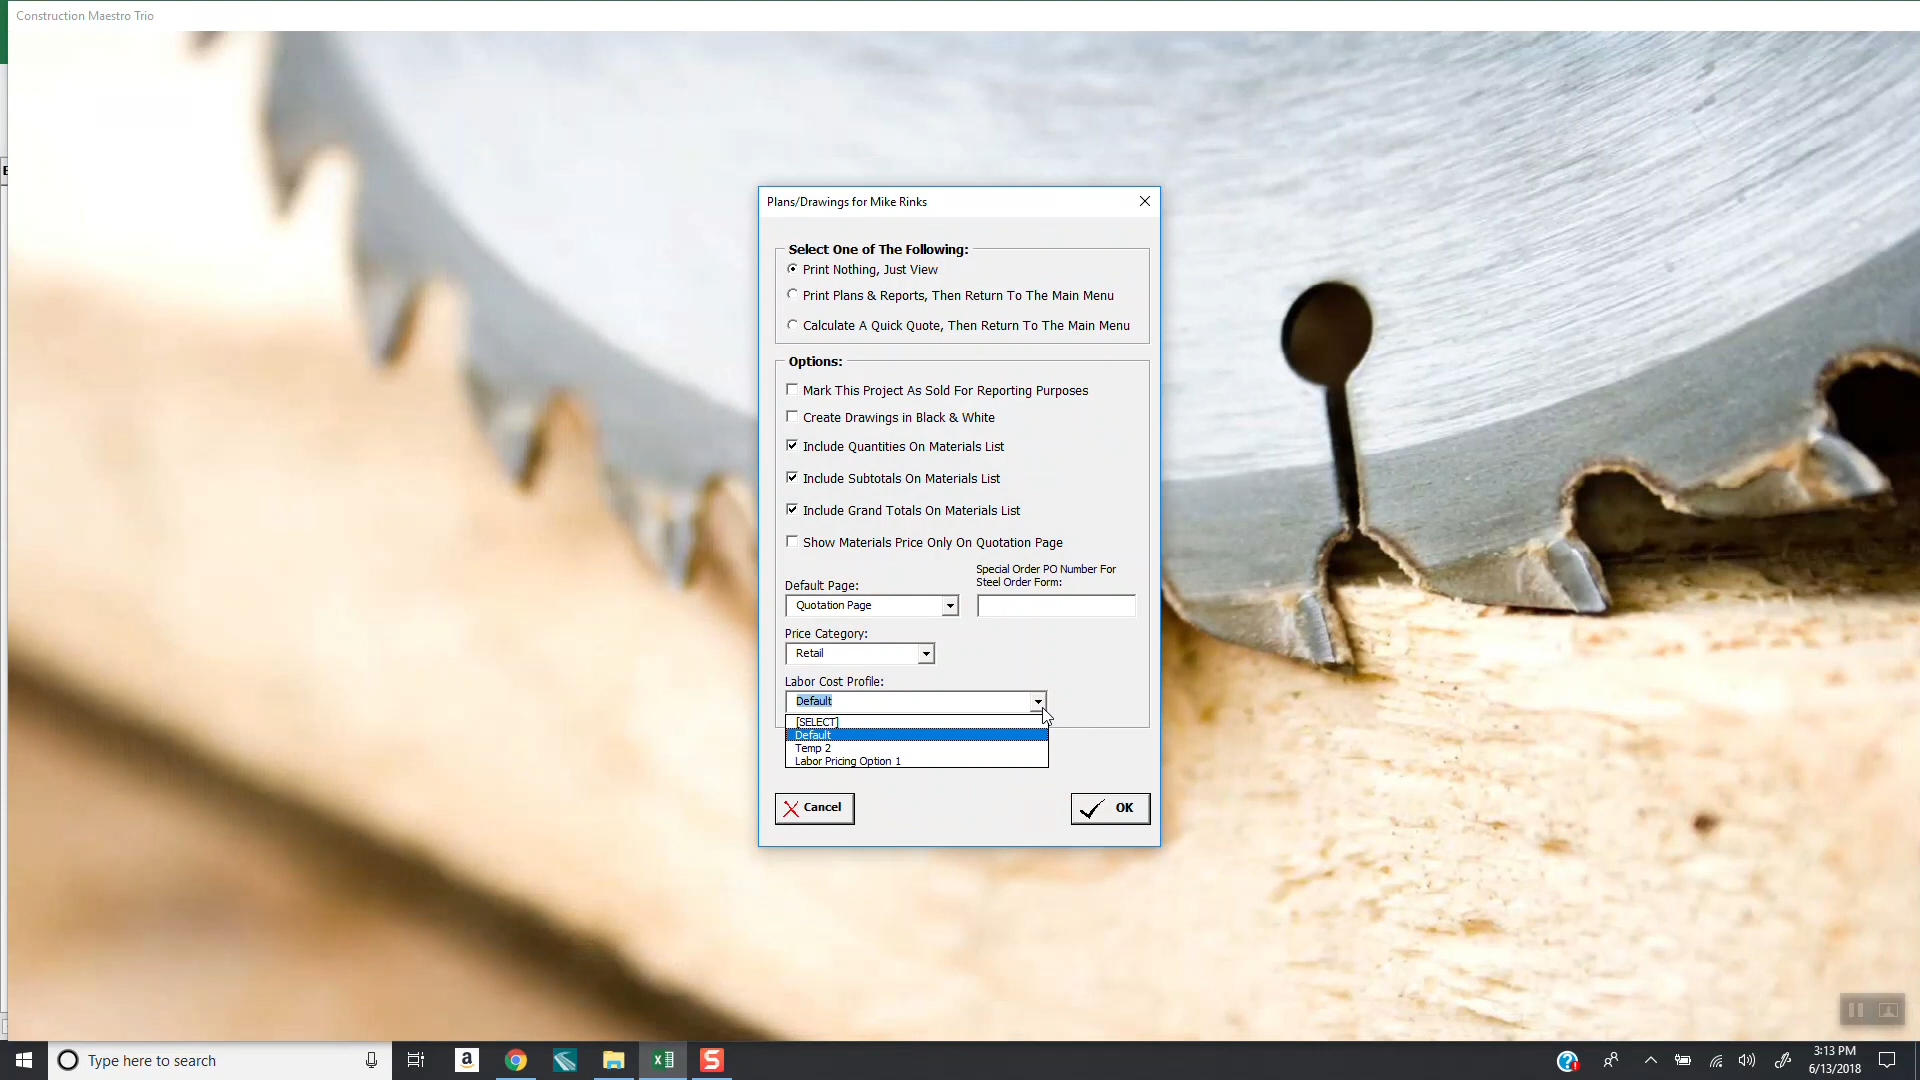 Construction Maestro Trio
Plans/Drawings for Mike Rinks
Select One of The Following:
Print Nothing, Just View
Print Plans & Reports, Then Return To The Main Menu
Calculate A Quick Quote, Then Return To The Main Menu
Options:
Mark This Project As Sold For Reporting Purposes
Create Drawings in Black & White
Include Quantities On Materials List
Include Subtotals On Materials List
Include Grand Totals On Materials List
Show Materials Price Only On Quotation Page
Default Page:
Special Order PO Number For
Steel Order Form:
Quotation Page
Price Category:
Retail
Labor Cost Profile:
Default
[SELECT]
Default
Temp 2
Labor Pricing Option 1
Cancel
OK
Type here to search
3:13 PM
6/13/2018